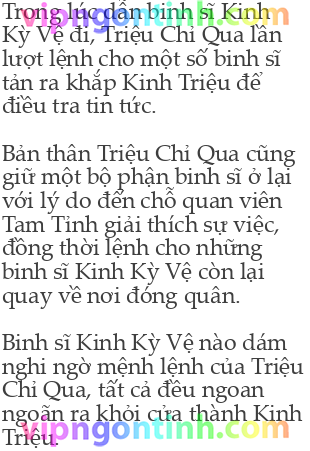 Trong lúc dẫn binh sĩ Kinh
Kỳ Vệ đi, Triệu Chỉ Qua lần
lượt lệnh cho một số binh sĩ
tản ra khắp Kinh Triệu để
điều tra tin tức.
Bản thân Triệu Chỉ Qua cũng
giữ một bộ phận binh sĩ ở lại
với lý do đến chỗ quan viên
Tam Tỉnh giải thích sự việc,
đồng thời lệnh cho những
binh sĩ Kinh Kỳ Vệ còn lại
quay về nơi đóng quân.
Binh sĩ Kinh Kỳ Vệ nào dám
nghi ngờ mệnh lệnh của Triệu
Chỉ Qua, tất cả đều ngoan
ngoãn ra khỏi cửa thành Kinh
Triệu.
vipngontinh.com
vipngontinh.com